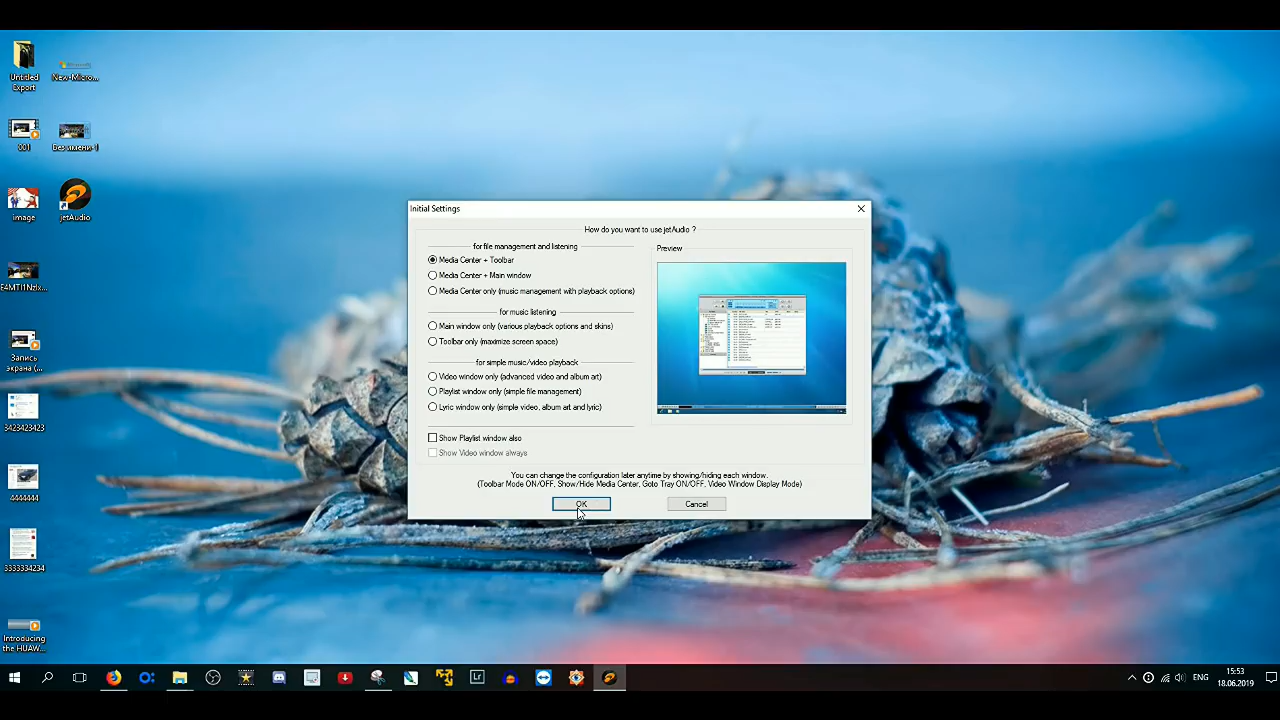 Untitled
Export
New-Micro...
001
Без имени-1
image
jetAudio
E4MTI1Nzlx...
Запись
экрана (...
3423423423
4444444
3333334234
Introducing
the HUAW...
Initial Settings
How do you want to use jetAudio ?
for file management and listening
Media Center + Toolbar
Media Center + Main window
Media Center only (music management with playback options)
for music listening
Main window only (various playback options and skins)
Toolbar only (maximize screen space)
for simple music/video playback
Video window only (advanced video and album art)
Playlist window only (simple file management)
Lyric window only (simple video, album art and lyric)
Show Playlist window also
Show Video window always
Preview
You can change the configuration later anytime by showing/hiding each window.
(Toolbar Mode ON/OFF, Show/Hide Media Center, Goto Tray ON/OFF, Video Window Display Mode)
OK
Cancel
Lr
ENG
15:53
18.06.2019